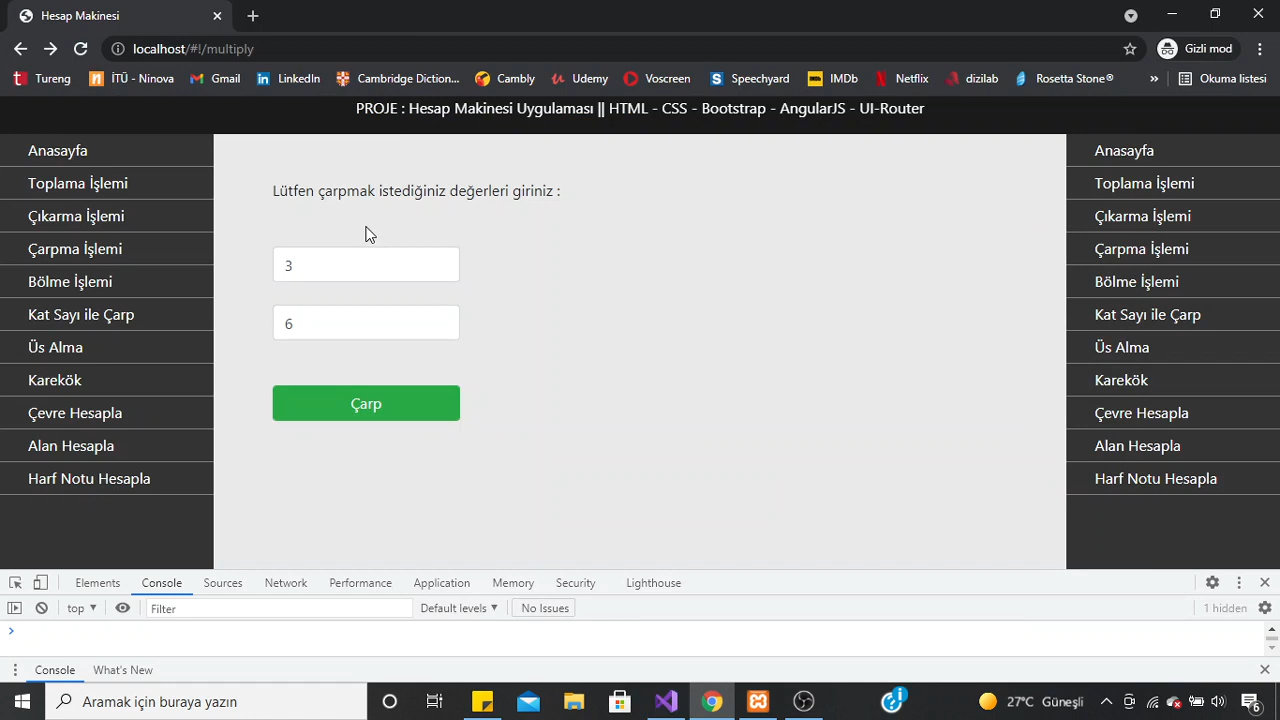 Hesap Makinesi
localhost/#!/multiply
Gizli mod
Tureng
İTÜ - Ninova
Gmail
LinkedIn
Cambridge Diction...
Cambly
Udemy
Voscreen
Speechyard
IMDb
Netflix
dizilab
Rosetta Stone®
»
Okuma listesi
PROJE : Hesap Makinesi Uygulaması || HTML - CSS - Bootstrap - AngularJS - UI-Router
Anasayfa
Toplama İşlemi
Çıkarma İşlemi
Çarpma İşlemi
Bölme İşlemi
Kat Sayı ile Çarp
Üs Alma
Karekök
Çevre Hesapla
Alan Hesapla
Harf Notu Hesapla
Lütfen çarpmak istediğiniz değerleri giriniz :
3
6
Çarp
Anasayfa
Toplama İşlemi
Çıkarma İşlemi
Çarpma İşlemi
Bölme İşlemi
Kat Sayı ile Çarp
Üs Alma
Karekök
Çevre Hesapla
Alan Hesapla
Harf Notu Hesapla
Elements Console Sources Network Performance Application Memory Security Lighthouse
top Filter Default levels No Issues 1 hidden
Console What's New
Aramak için buraya yazın
27°C Güneşli
6